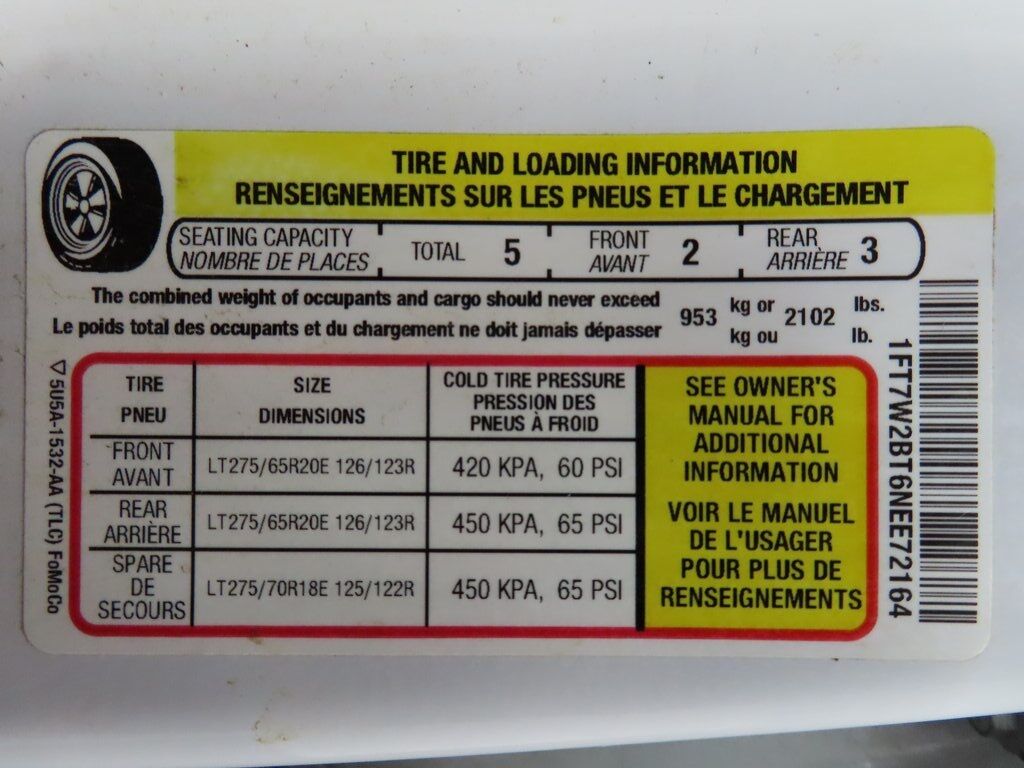 TIRE AND LOADING INFORMATION
RENSEIGNEMENTS SUR LES PNEUS ET LE CHARGEMENT
SEATING CAPACITY TOTAL 5 FRONT 2 REAR 3
NOMBRE DE PLACES AVANT ARRIÈRE
The combined weight of occupants and cargo should never exceed 953 kg or 2102 lbs.
Le poids total des occupants et du chargement ne doit jamais dépasser kg ou lb.
TIRE SIZE COLD TIRE PRESSURE
PNEU DIMENSIONS PRESSION DES
PNEUS À FROID
FRONT
AVANT LT275/65R20E 126/123R 420 KPA, 60 PSI
REAR
ARRIÈRE LT275/65R20E 126/123R 450 KPA, 65 PSI
SPARE
DE
SECOURS LT275/70R18E 125/122R 450 KPA, 65 PSI
SEE OWNER'S
MANUAL FOR
ADDITIONAL
INFORMATION
VOIR LE MANUEL
DE L'USAGER
POUR PLUS DE
RENSEIGNEMENTS
1FT7W2BT6NEE72164
▽ 5U5A-1532-AA (TLC) FoMoCo